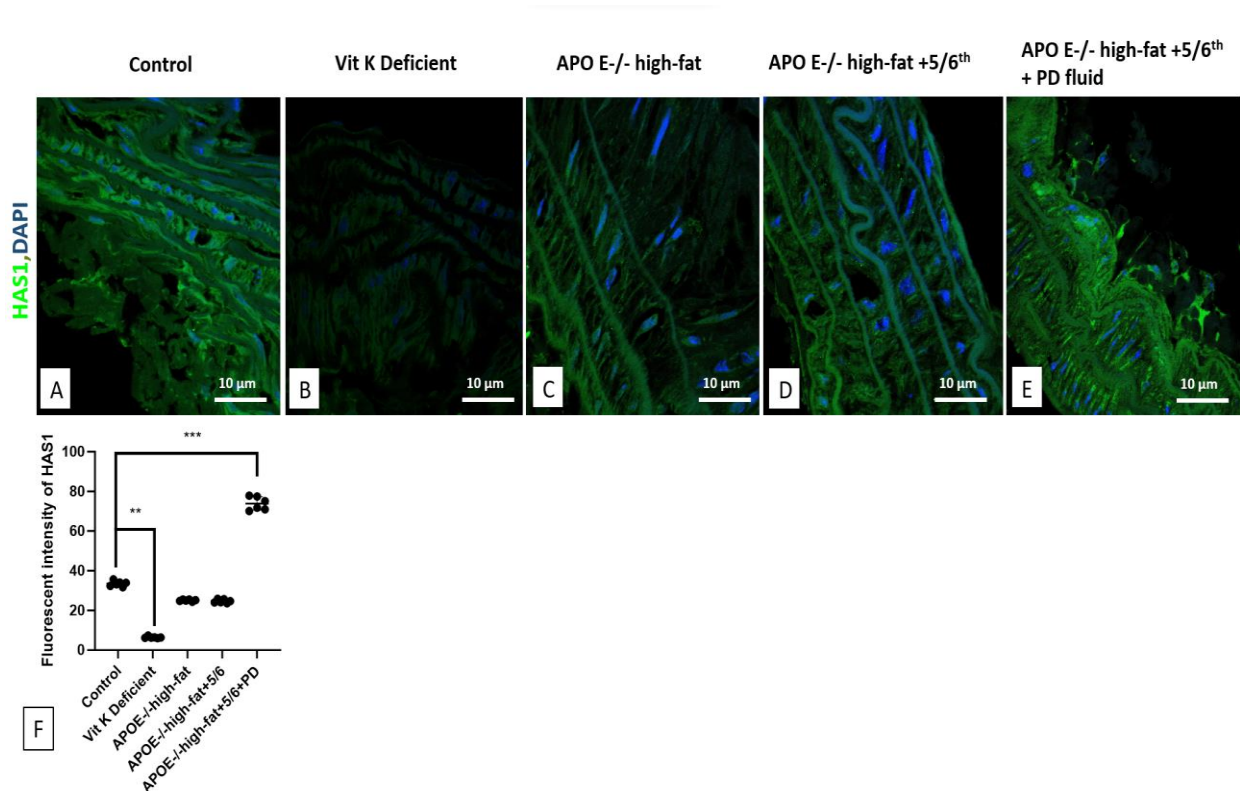 Control
Vit K Deficient
APO E-/- high-fat
APO E-/- high-fat +5/6th
APO E-/- high-fat +5/6th
+ PD fluid
HAS1,DAPI
A
10 µm
B
10 µm
C
10 µm
D
10 µm
E
10 µm
Fluorescent intensity of HAS1
100
80
60
40
20
0
***
**
Control
Vit K Deficient
APOE-/-high-fat
APOE-/-high-fat+5/6
APOE-/-high-fat+5/6+PD
F